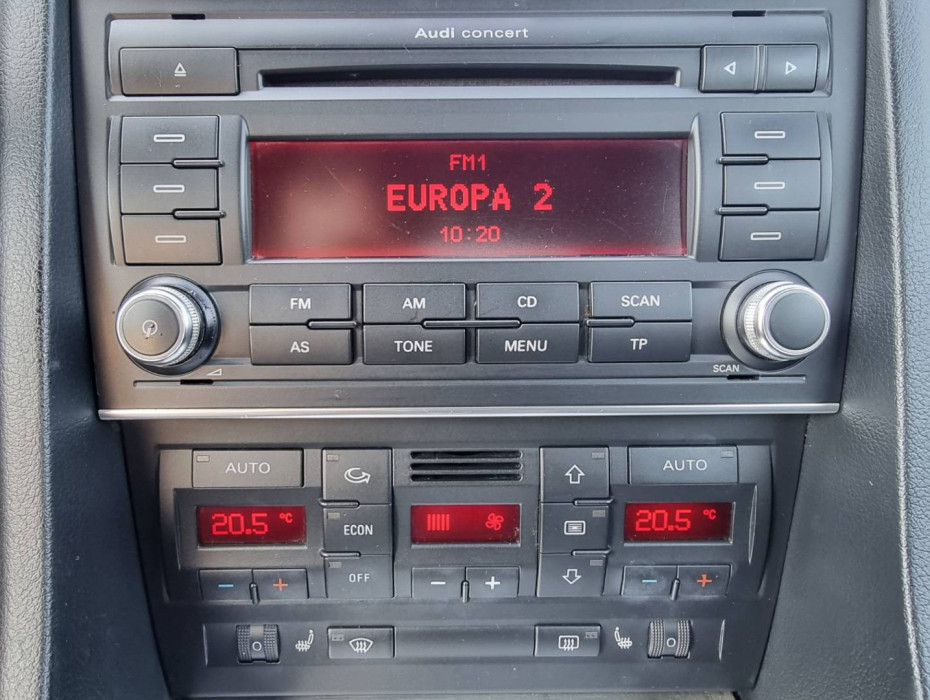 Audi concert
FM1
EUROPA 2
10:20
FM AM CD SCAN
AS TONE MENU TP
SCAN
AUTO AUTO
20.5 °C 20.5 °C
ECON
OFF
O O